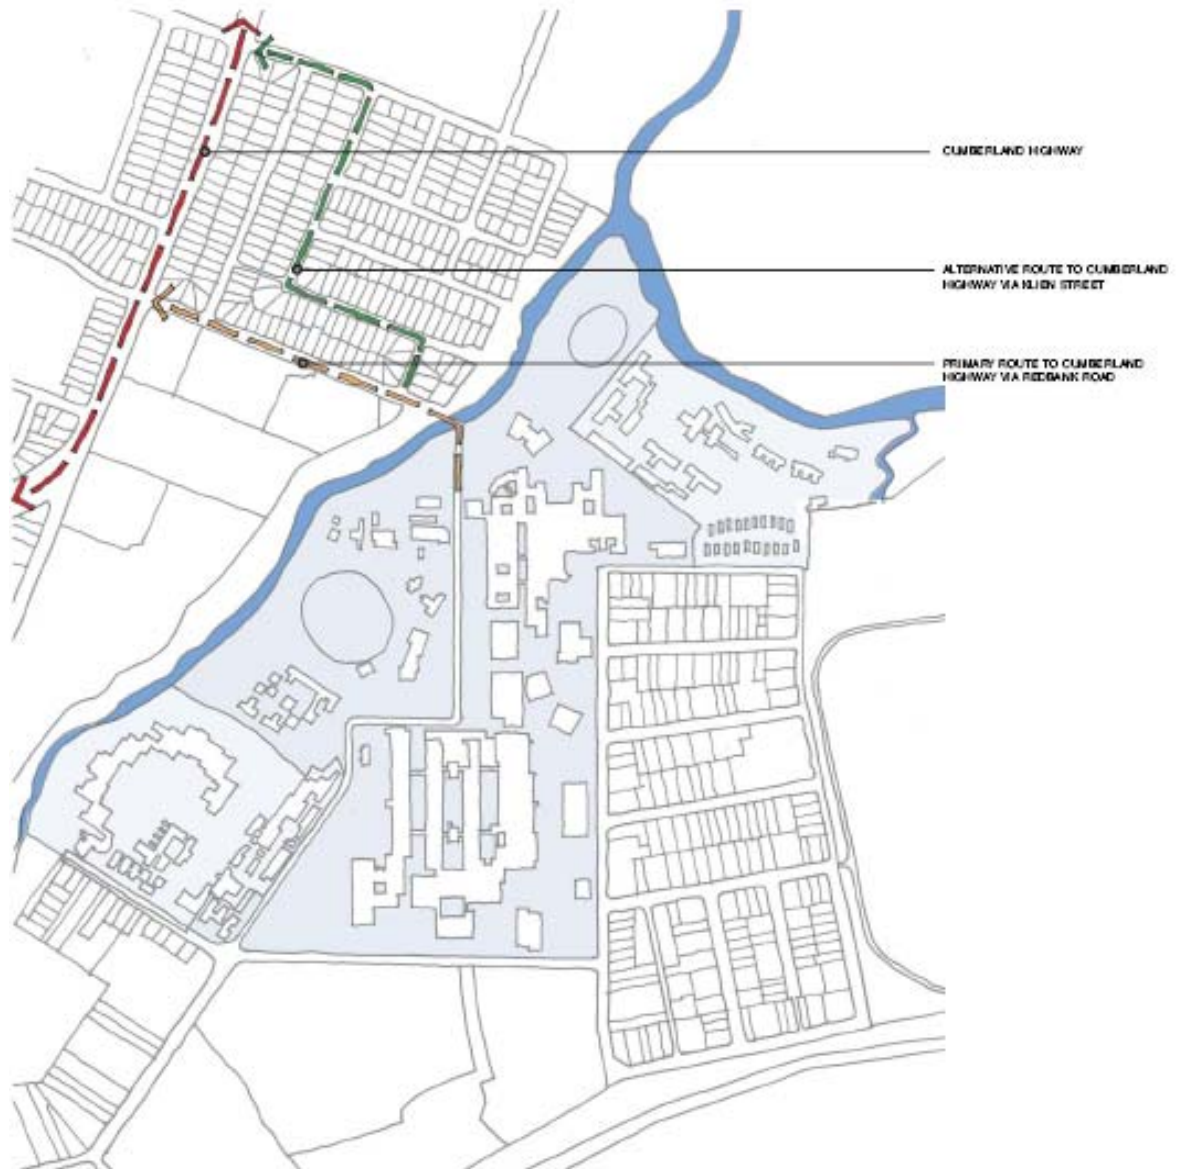 CUMBERLAND HIGHWAY
ALTERNATIVE ROUTE TO CUMBERLAND
HIGHWAY VIA KLIEN STREET
PRIMARY ROUTE TO CUMBERLAND
HIGHWAY VIA REDBANK ROAD